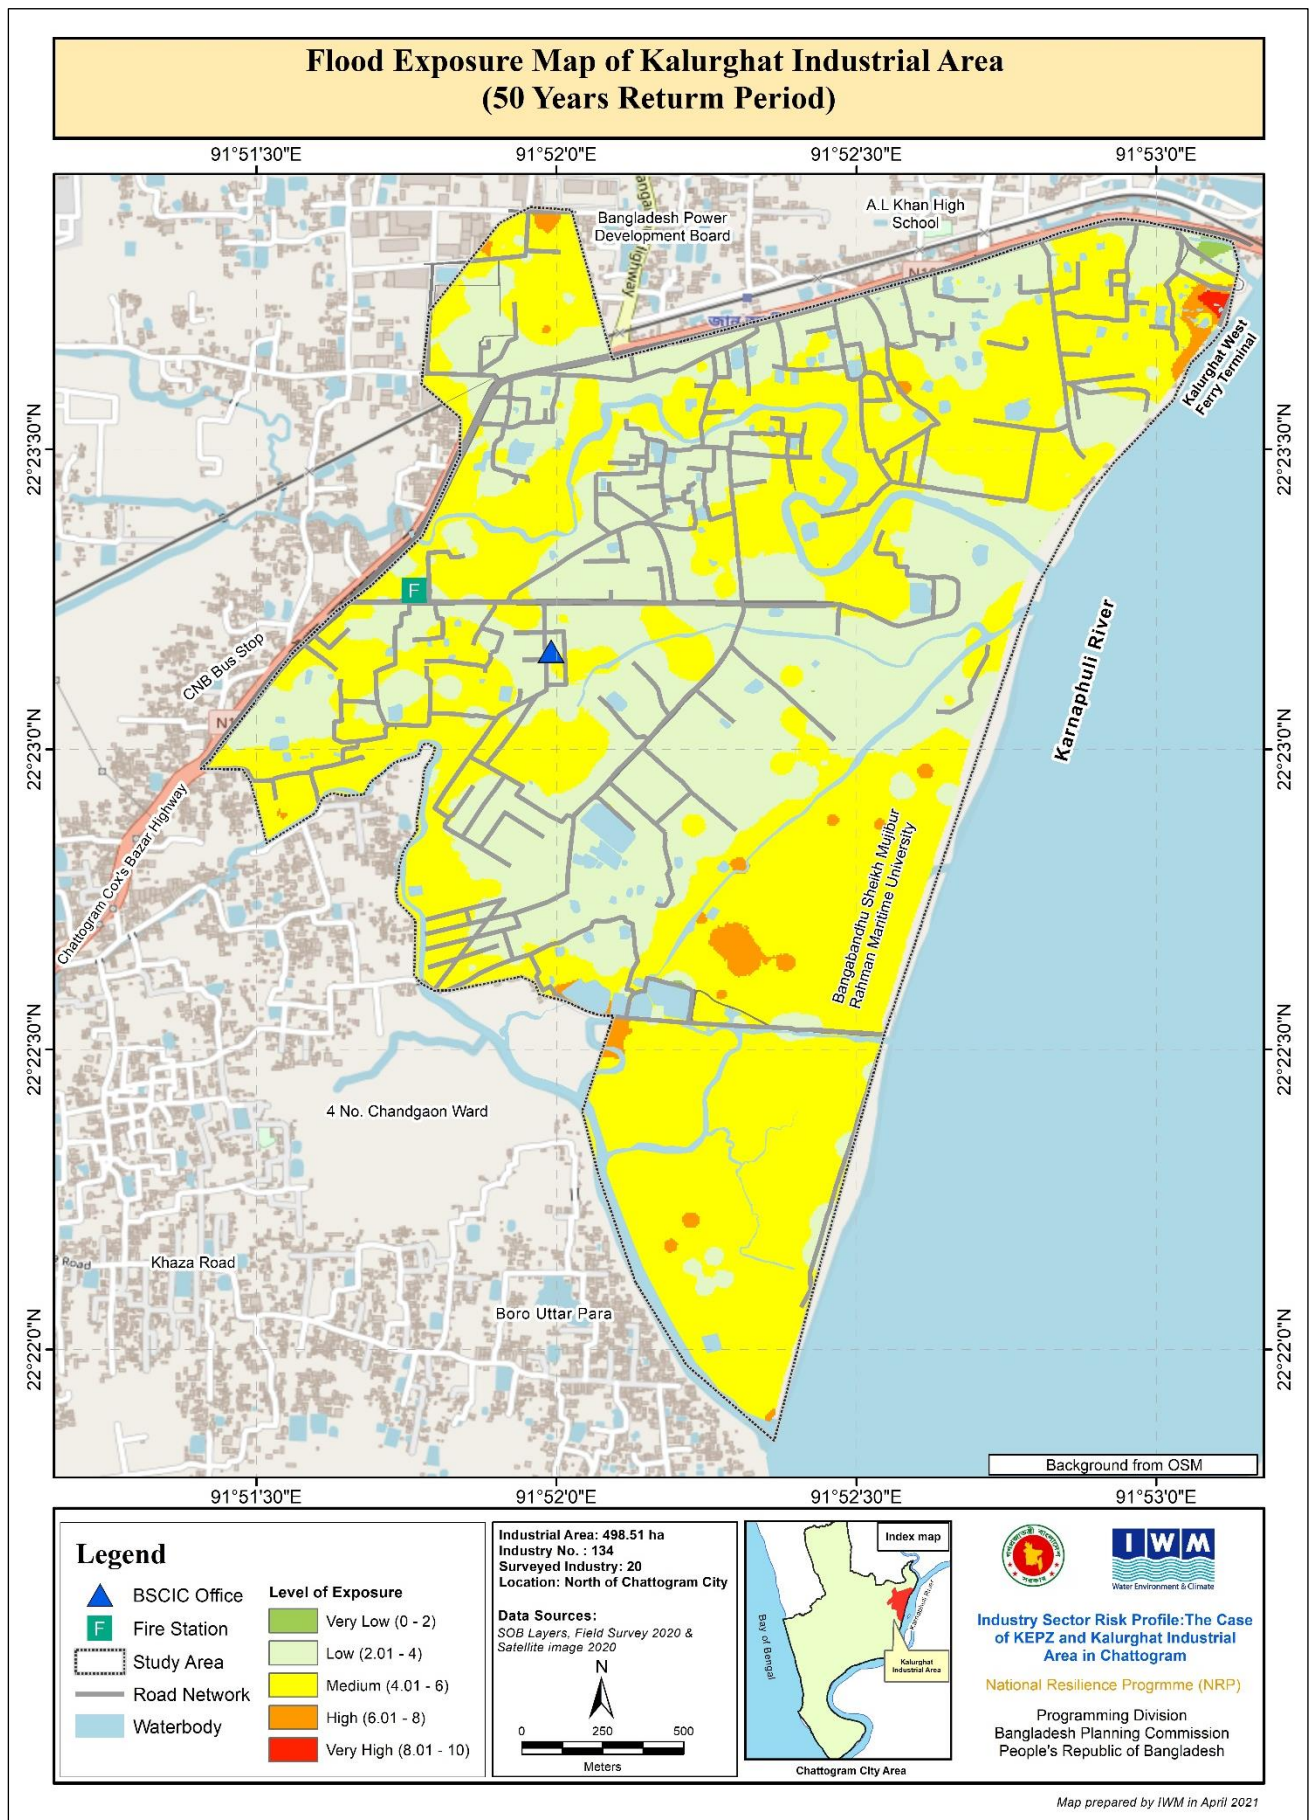 Flood Exposure Map of Kalurghat Industrial Area
(50 Years Returm Period)
91°51'30"E
91°52'0"E
91°52'30"E
91°53'0"E
Bangladesh Power
Development Board
A.L Khan High
School
Highway
N1
Kalurghat West
Ferry Terminal
22°23'30"N
22°23'30"N
F
CNB Bus Stop
N1
Karnaphuli River
22°23'0"N
22°23'0"N
Chattogram Cox's Bazar Highway
Bangabandhu Sheikh Mujibur
Rahman Maritime University
22°22'30"N
22°22'30"N
4 No. Chandgaon Ward
Road
Khaza Road
Boro Uttar Para
22°22'0"N
22°22'0"N
Background from OSM
91°51'30"E
91°52'0"E
91°52'30"E
91°53'0"E
Legend
BSCIC Office
F
Fire Station
Study Area
Road Network
Waterbody
Level of Exposure
Very Low (0 - 2)
Low (2.01 - 4)
Medium (4.01 - 6)
High (6.01 - 8)
Very High (8.01 - 10)
Industrial Area: 498.51 ha
Industry No. : 134
Surveyed Industry: 20
Location: North of Chattogram City
Data Sources:
SOB Layers, Field Survey 2020 &
Satellite image 2020
N
0 250 500
Meters
Index map
Bay of Bengal
Karnaphuli River
Kalurghat
Industrial Area
Chattogram City Area
IWM
Water Environment & Climate
Industry Sector Risk Profile:The Case
of KEPZ and Kalurghat Industrial
Area in Chattogram
National Resilience Progrmme (NRP)
Programming Division
Bangladesh Planning Commission
People's Republic of Bangladesh
Map prepared by IWM in April 2021